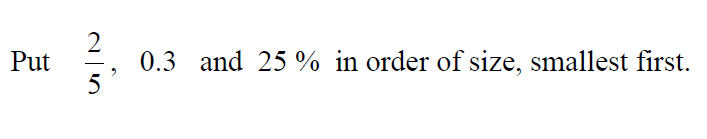 Put 2/5, 0.3 and 25 % in order of size, smallest first.